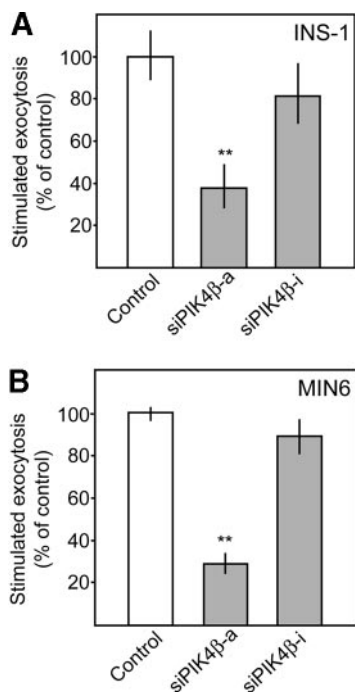 A
INS-1
Stimulated exocytosis
(% of control)
100
80
60
40
20
**
Control
siPIK4β-a
siPIK4β-i
B
MIN6
Stimulated exocytosis
(% of control)
100
80
60
40
20
**
Control
siPIK4β-a
siPIK4β-i